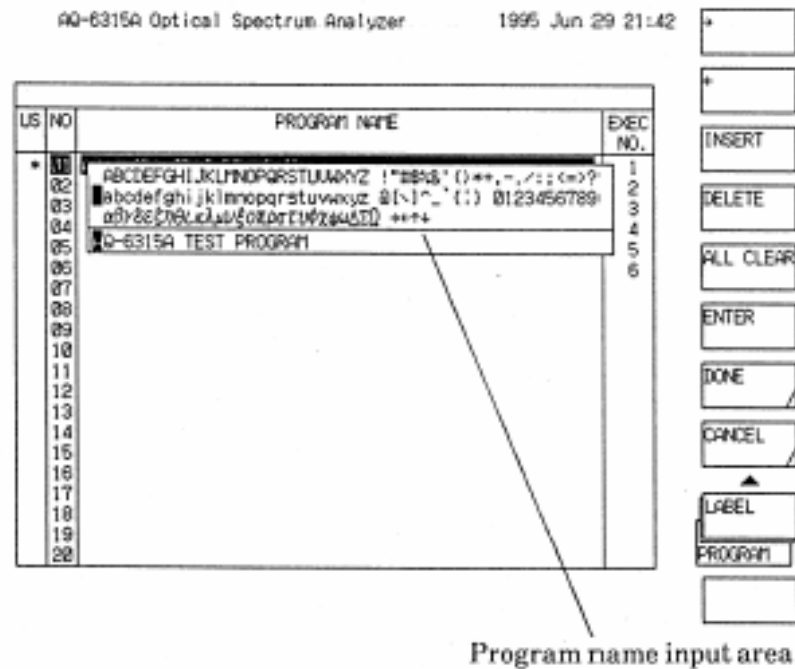 AQ-6315A Optical Spectrum Analyzer 1995 Jun 29 21:42
US NO PROGRAM NAME EXEC NO.
* 01 1
ABCDEFGHIJKLMNOPQRSTUVWXYZ !"#$%&'()*+,-./:;<=>?
02 2
abcdefghijklmnopqrstuvwxyz @[\]^_`{¦} 0123456789
03 3
04 4
05 AQ-6315A TEST PROGRAM 5
06 6
07
08
09
10
11
12
13
14
15
16
17
18
19
20
→
←
INSERT
DELETE
ALL CLEAR
ENTER
DONE
CANCEL
LABEL
PROGRAM
Program name input area